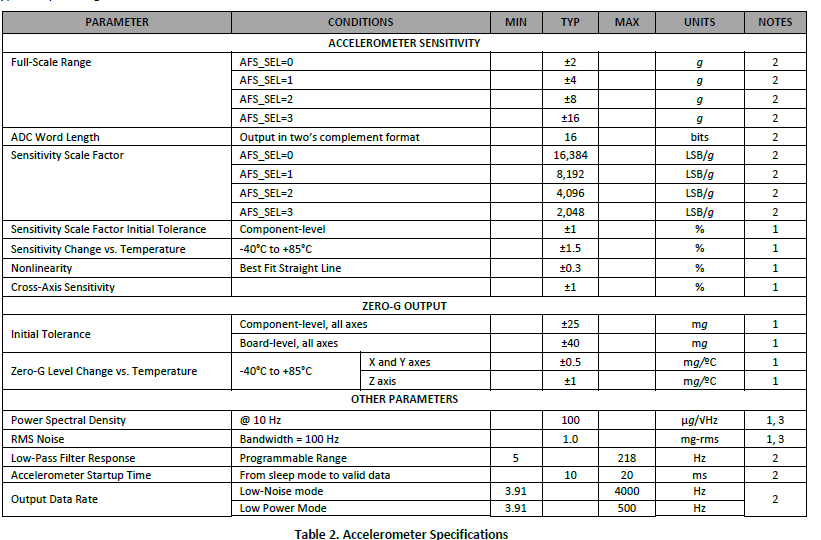 PARAMETER CONDITIONS MIN TYP MAX UNITS NOTES
ACCELEROMETER SENSITIVITY
Full-Scale Range AFS_SEL=0 ±2 g 2
AFS_SEL=1 ±4 g 2
AFS_SEL=2 ±8 g 2
AFS_SEL=3 ±16 g 2
ADC Word Length Output in two's complement format 16 bits 2
Sensitivity Scale Factor AFS_SEL=0 16,384 LSB/g 2
AFS_SEL=1 8,192 LSB/g 2
AFS_SEL=2 4,096 LSB/g 2
AFS_SEL=3 2,048 LSB/g 2
Sensitivity Scale Factor Initial Tolerance Component-level ±1 % 1
Sensitivity Change vs. Temperature -40°C to +85°C ±1.5 % 1
Nonlinearity Best Fit Straight Line ±0.3 % 1
Cross-Axis Sensitivity ±1 % 1
ZERO-G OUTPUT
Initial Tolerance Component-level, all axes ±25 mg 1
Board-level, all axes ±40 mg 1
Zero-G Level Change vs. Temperature -40°C to +85°C X and Y axes ±0.5 mg/ºC 1
Z axis ±1 mg/ºC 1
OTHER PARAMETERS
Power Spectral Density @ 10 Hz 100 µg/√Hz 1, 3
RMS Noise Bandwidth = 100 Hz 1.0 mg-rms 1, 3
Low-Pass Filter Response Programmable Range 5 218 Hz 2
Accelerometer Startup Time From sleep mode to valid data 10 20 ms 2
Output Data Rate Low-Noise mode 3.91 4000 Hz 2
Low Power Mode 3.91 500 Hz
Table 2. Accelerometer Specifications